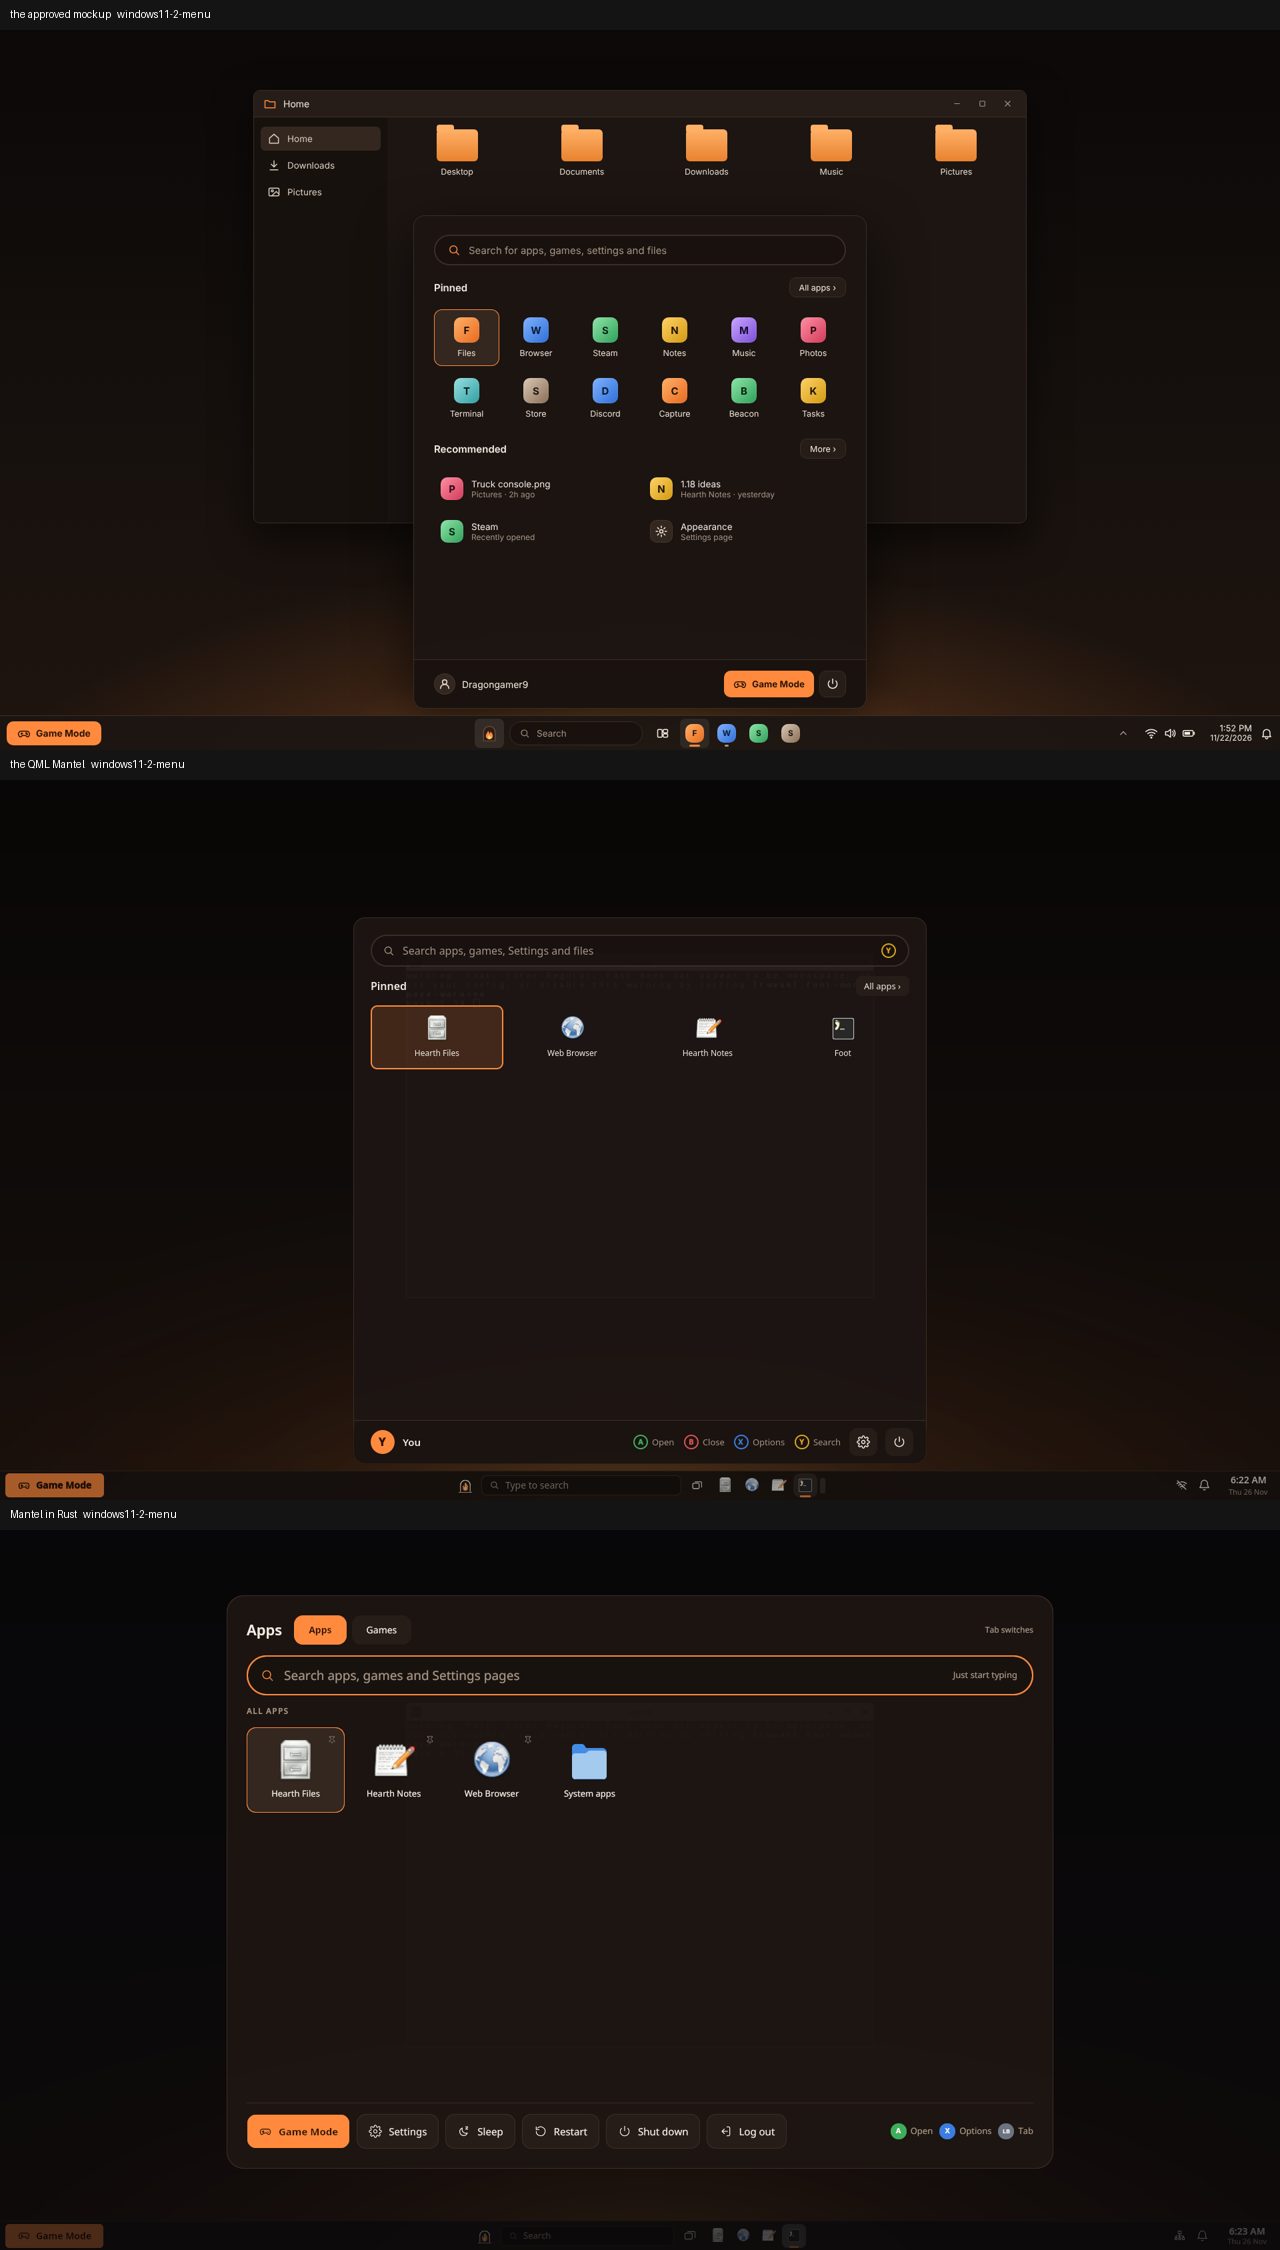 the approved mockup windows11-2-menu
Home
Home
Downloads
Pictures
Desktop
Documents
Downloads
Music
Pictures
Search for apps, games, settings and files
Pinned
All apps ›
F
W
S
N
M
P
Files
Browser
Steam
Notes
Music
Photos
T
S
D
C
B
K
Terminal
Store
Discord
Capture
Beacon
Tasks
Recommended
More ›
P
Truck console.png
Pictures · 2h ago
N
1.18 ideas
Hearth Notes · yesterday
S
Steam
Recently opened
Appearance
Settings page
Dragongamer9
Game Mode
Game Mode
Search
F
W
S
S
1:52 PM
11/22/2026
the QML Mantel windows11-2-menu
Search apps, games, Settings and files
Y
Pinned
All apps ›
Hearth Files
Web Browser
Hearth Notes
Foot
Y
You
A Open
B Close
X Options
Y Search
Game Mode
Type to search
6:22 AM
Thu 26 Nov
Mantel in Rust windows11-2-menu
Apps
Apps
Games
Tab switches
Search apps, games and Settings pages
Just start typing
ALL APPS
Hearth Files
Hearth Notes
Web Browser
System apps
Game Mode
Settings
Sleep
Restart
Shut down
Log out
A Open
X Options
LB Tab
Game Mode
Search
6:23 AM
Thu 26 Nov